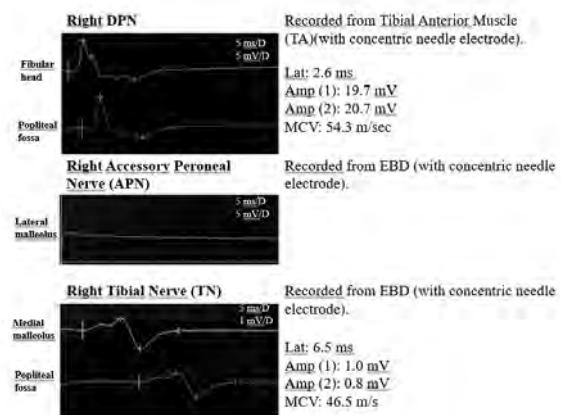 Right DPN
5 ms/D
5 mV/D
Fibular
head
Popliteal
fossa
Recorded from Tibial Anterior Muscle
(TA)(with concentric needle electrode).
Lat: 2.6 ms
Amp (1): 19.7 mV
Amp (2): 20.7 mV
MCV: 54.3 m/sec
Right Accessory Peroneal
Nerve (APN)
5 ms/D
5 mV/D
Lateral
malleolus
Recorded from EBD (with concentric needle
electrode).
Right Tibial Nerve (TN)
5 ms/D
1 mV/D
Medial
malleolus
Popliteal
fossa
Recorded from EBD (with concentric needle
electrode).
Lat: 6.5 ms
Amp (1): 1.0 mV
Amp (2): 0.8 mV
MCV: 46.5 m/s